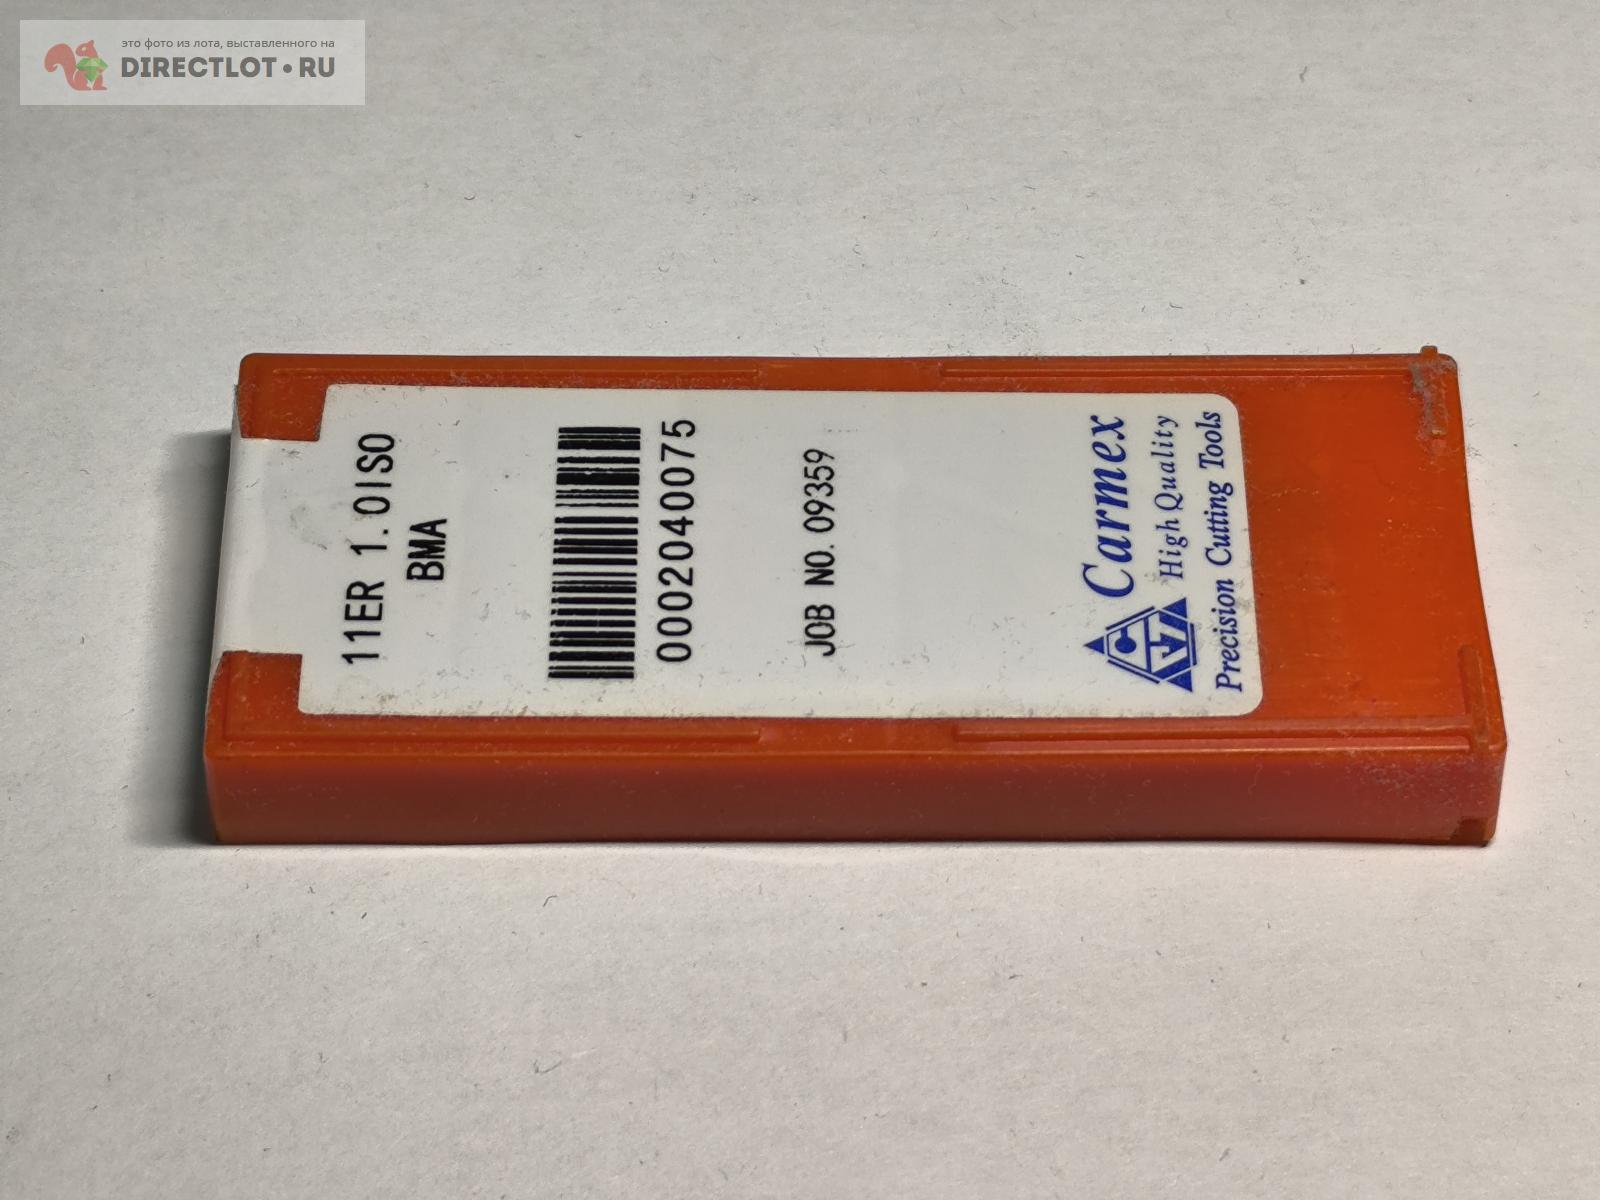 это фото из лота, выставленного на
DIRECTLOT•RU
11ER 1.0ISO
BMA
0002040075
JOB NO. 09359
Carmex
High Quality
Precision Cutting Tools